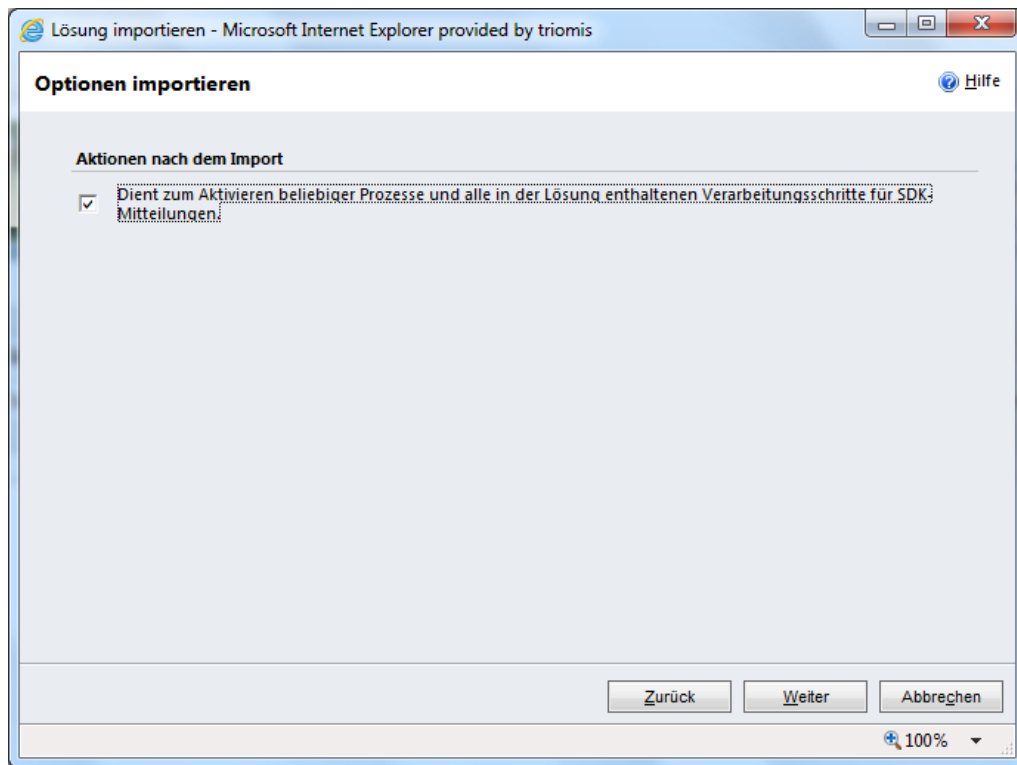 Lösung importieren - Microsoft Internet Explorer provided by triomis
Optionen importieren
Hilfe
Aktionen nach dem Import
Dient zum Aktivieren beliebiger Prozesse und alle in der Lösung enthaltenen Verarbeitungsschritte für SDK-
Mitteilungen.
Zurück
Weiter
Abbrechen
100%